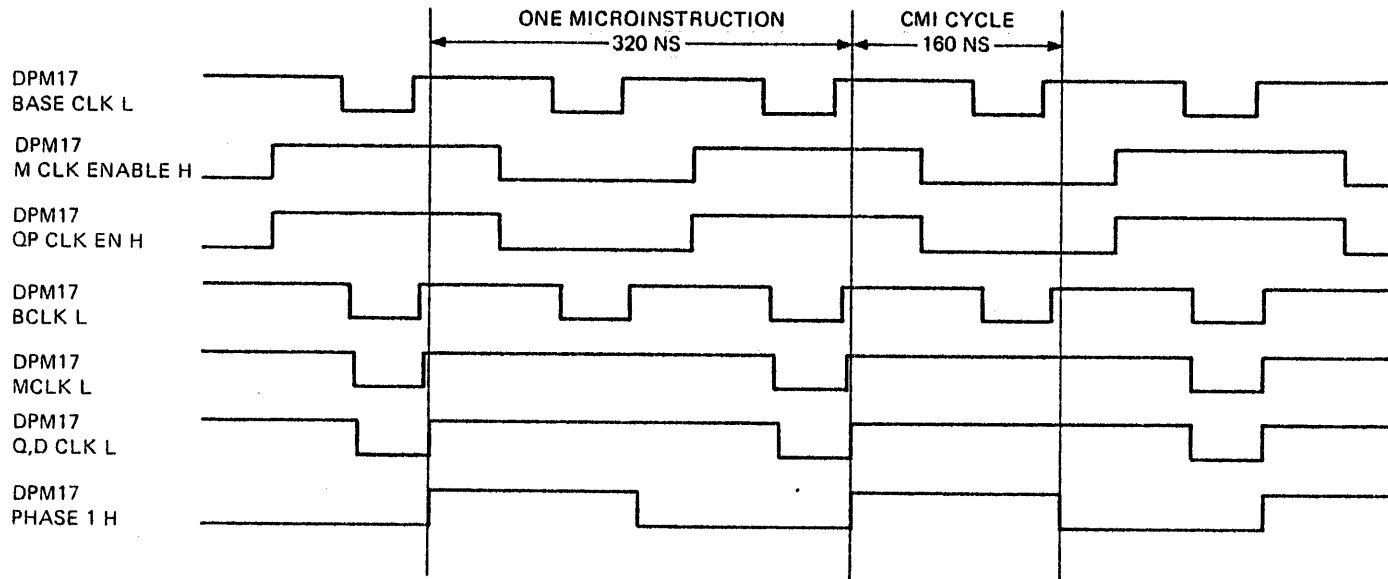 ONE MICROINSTRUCTION
320 NS
CMI CYCLE
160 NS
DPM17
BASE CLK L
DPM17
M CLK ENABLE H
DPM17
QP CLK EN H
DPM17
BCLK L
DPM17
MCLK L
DPM17
Q,D CLK L
DPM17
PHASE 1 H